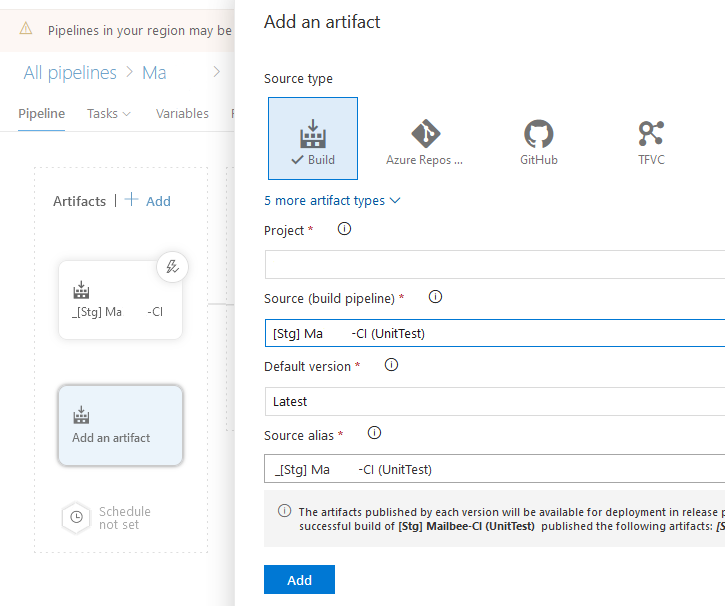 Pipelines in your region may be
All pipelines > Ma >
Pipeline Tasks Variables
Artifacts | + Add
_[Stg] Ma -CI
Add an artifact
Schedule
not set
Add an artifact
Source type
Build
Azure Repos ...
GitHub
TFVC
5 more artifact types
Project *
Source (build pipeline) *
[Stg] Ma -CI (UnitTest)
Default version *
Latest
Source alias *
_[Stg] Ma -CI (UnitTest)
The artifacts published by each version will be available for deployment in release
successful build of [Stg] Mailbee-CI (UnitTest) published the following artifacts:
Add